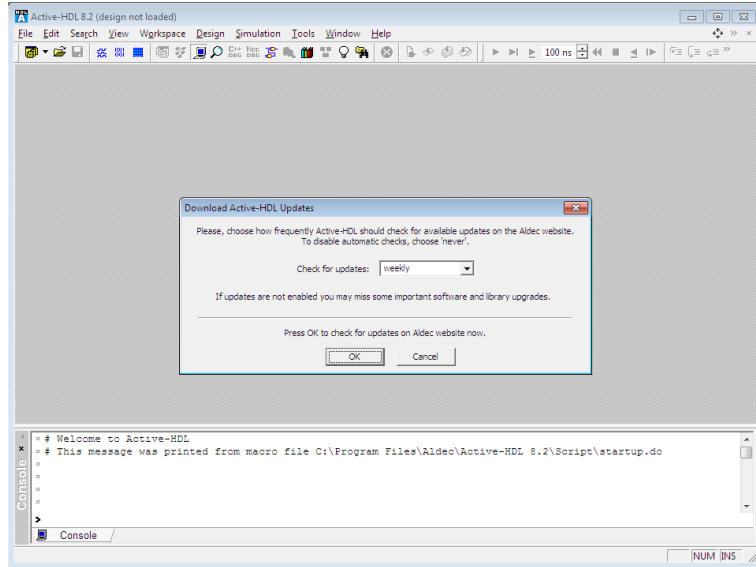 Active-HDL 8.2 (design not loaded)
File Edit Search View Workspace Design Simulation Tools Window Help
100 ns
Download Active-HDL Updates
Please, choose how frequently Active-HDL should check for available updates on the Aldec website.
To disable automatic checks, choose 'never'.
Check for updates: weekly
If updates are not enabled you may miss some important software and library upgrades.
Press OK to check for updates on Aldec website now.
OK Cancel
# Welcome to Active-HDL
# This message was printed from macro file C:\Program Files\Aldec\Active-HDL 8.2\Script\startup.do
>
Console
Console
NUM INS